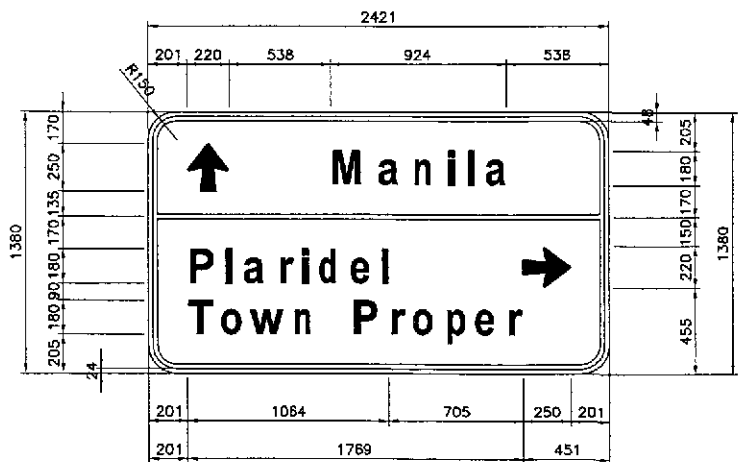 2421
201 220 538 924 538
R150
48
1380
170 250 135 170 180 90 180 205
24
Manila
Plaridel
Town Proper
205 180 170 150 220 455
1380
201 1064 705 250 201
201 1769 451